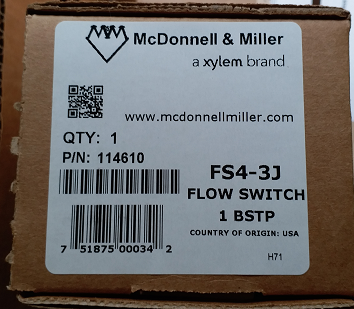 McDonnell & Miller
a xylem brand
www.mcdonnellmiller.com
QTY: 1
P/N: 114610
FS4-3J
FLOW SWITCH
1 BSTP
COUNTRY OF ORIGIN: USA
7 51875 00034 2
H71